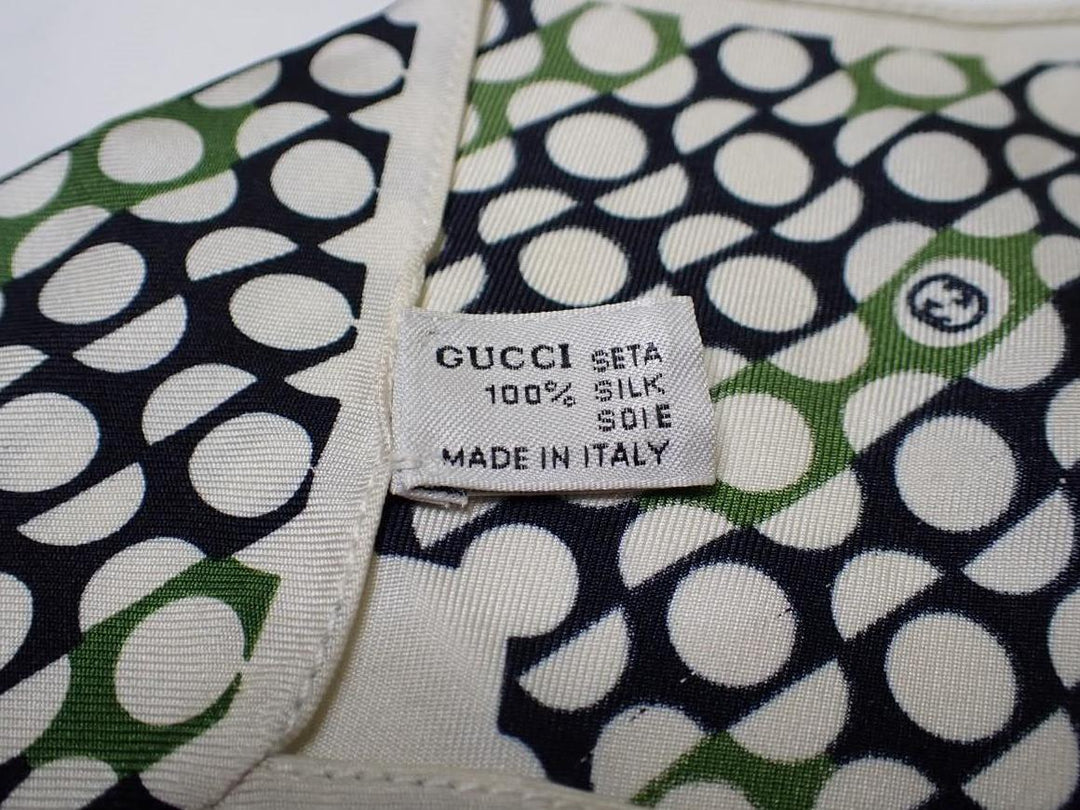 GUCCI SETA
100% SILK
SOIE
MADE IN ITALY